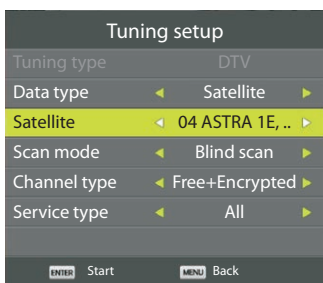 Tuning setup
Tuning type DTV
Data type Satellite
Satellite 04 ASTRA 1E, ..
Scan mode Blind scan
Channel type Free+Encrypted
Service type All
ENTER Start MENU Back